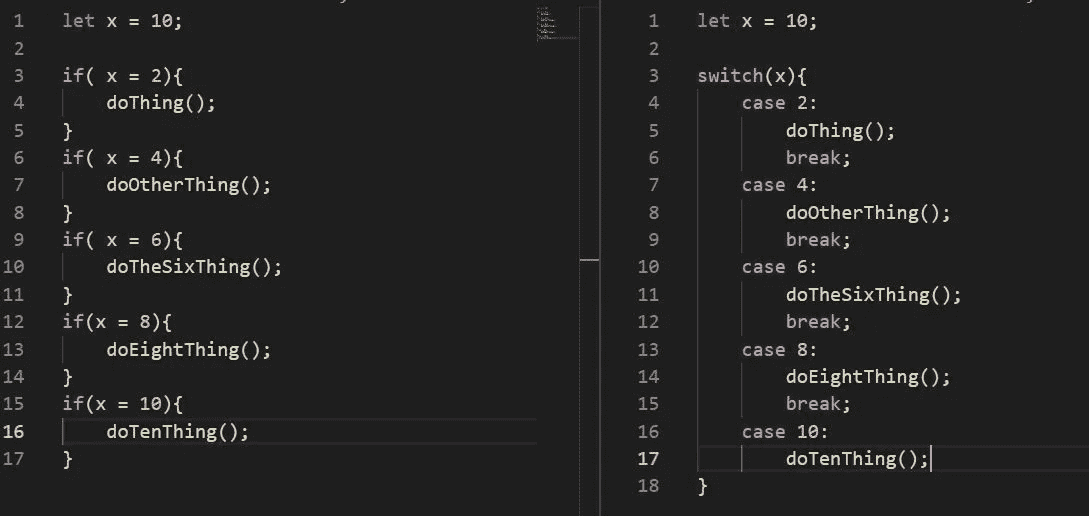 1 let x = 10;
2
3 if( x = 2){
4 doThing();
5 }
6 if( x = 4){
7 doOtherThing();
8 }
9 if( x = 6){
10 doTheSixThing();
11 }
12 if(x = 8){
13 doEightThing();
14 }
15 if(x = 10){
16 doTenThing();
17 }
1 let x = 10;
2
3 switch(x){
4 case 2:
5 doThing();
6 break;
7 case 4:
8 doOtherThing();
9 break;
10 case 6:
11 doTheSixThing();
12 break;
13 case 8:
14 doEightThing();
15 break;
16 case 10:
17 doTenThing();
18 }